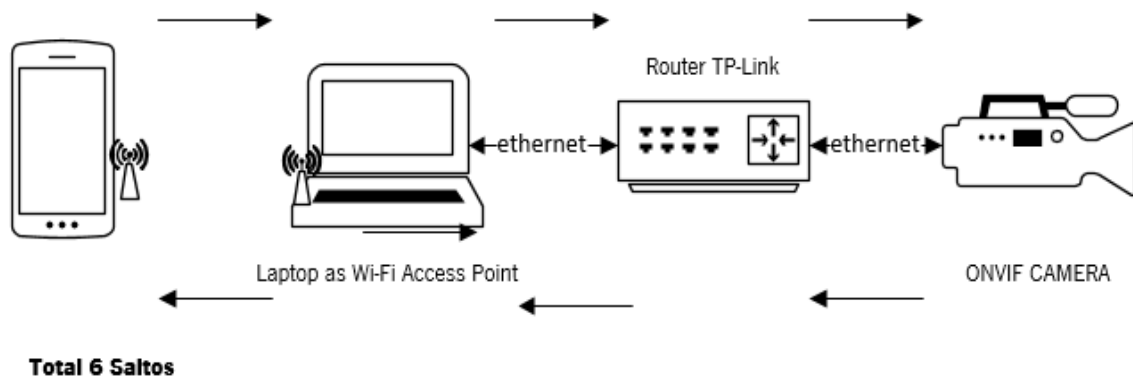 Router TP-Link
ethernet
ethernet
Laptop as Wi-Fi Access Point
ONVIF CAMERA
Total 6 Saltos